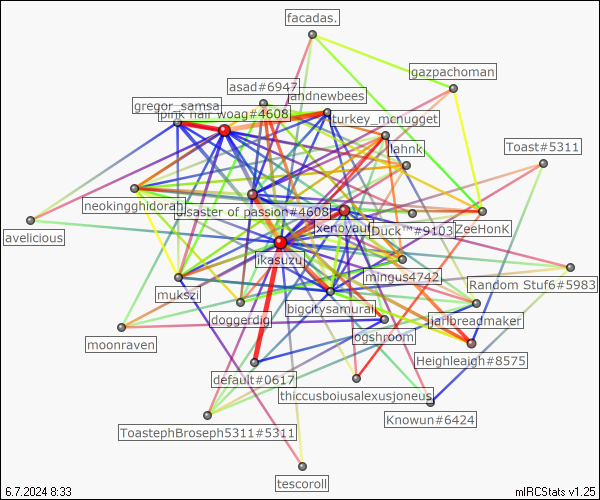 facadas.
gazpachoman
asad#6947
andnewbees
gregor_samsa
pink hair woag#4608
turkey_mcnugget
lahnk
Toast#5311
neokingghidorah
disaster of passion#4608
xenoyaufi
Duck™#9103
ZeeHonK
avelicious
ikasuzu
mingus4742
Random Stuf6#5983
mukszi
doggerdig
bigcitysamurai
jarlbreadmaker
moonraven
ogshroom
Heighleaigh#8575
default#0617
thiccusboiusalexusjoneus
Knowun#6424
ToastephBroseph5311#5311
tescoroll
6.7.2024 8:33
mIRCStats v1.25